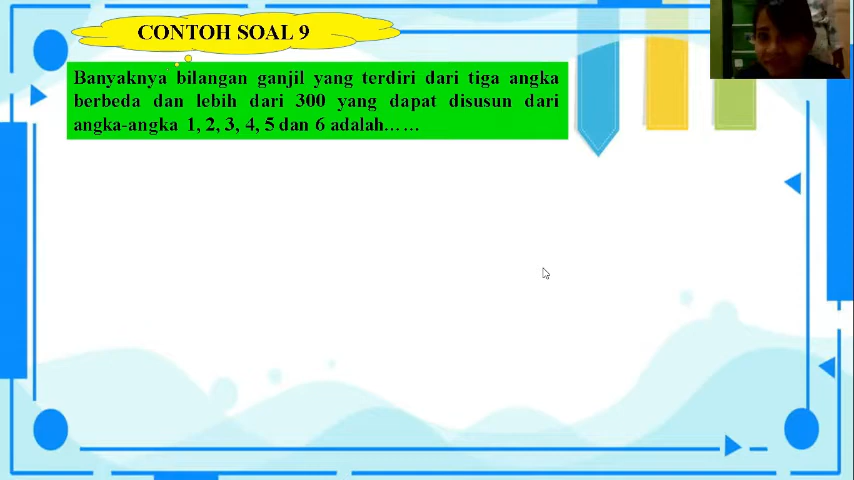 CONTOH SOAL 9
Banyaknya bilangan ganjil yang terdiri dari tiga angka
berbeda dan lebih dari 300 yang dapat disusun dari
angka-angka 1, 2, 3, 4, 5 dan 6 adalah... ...